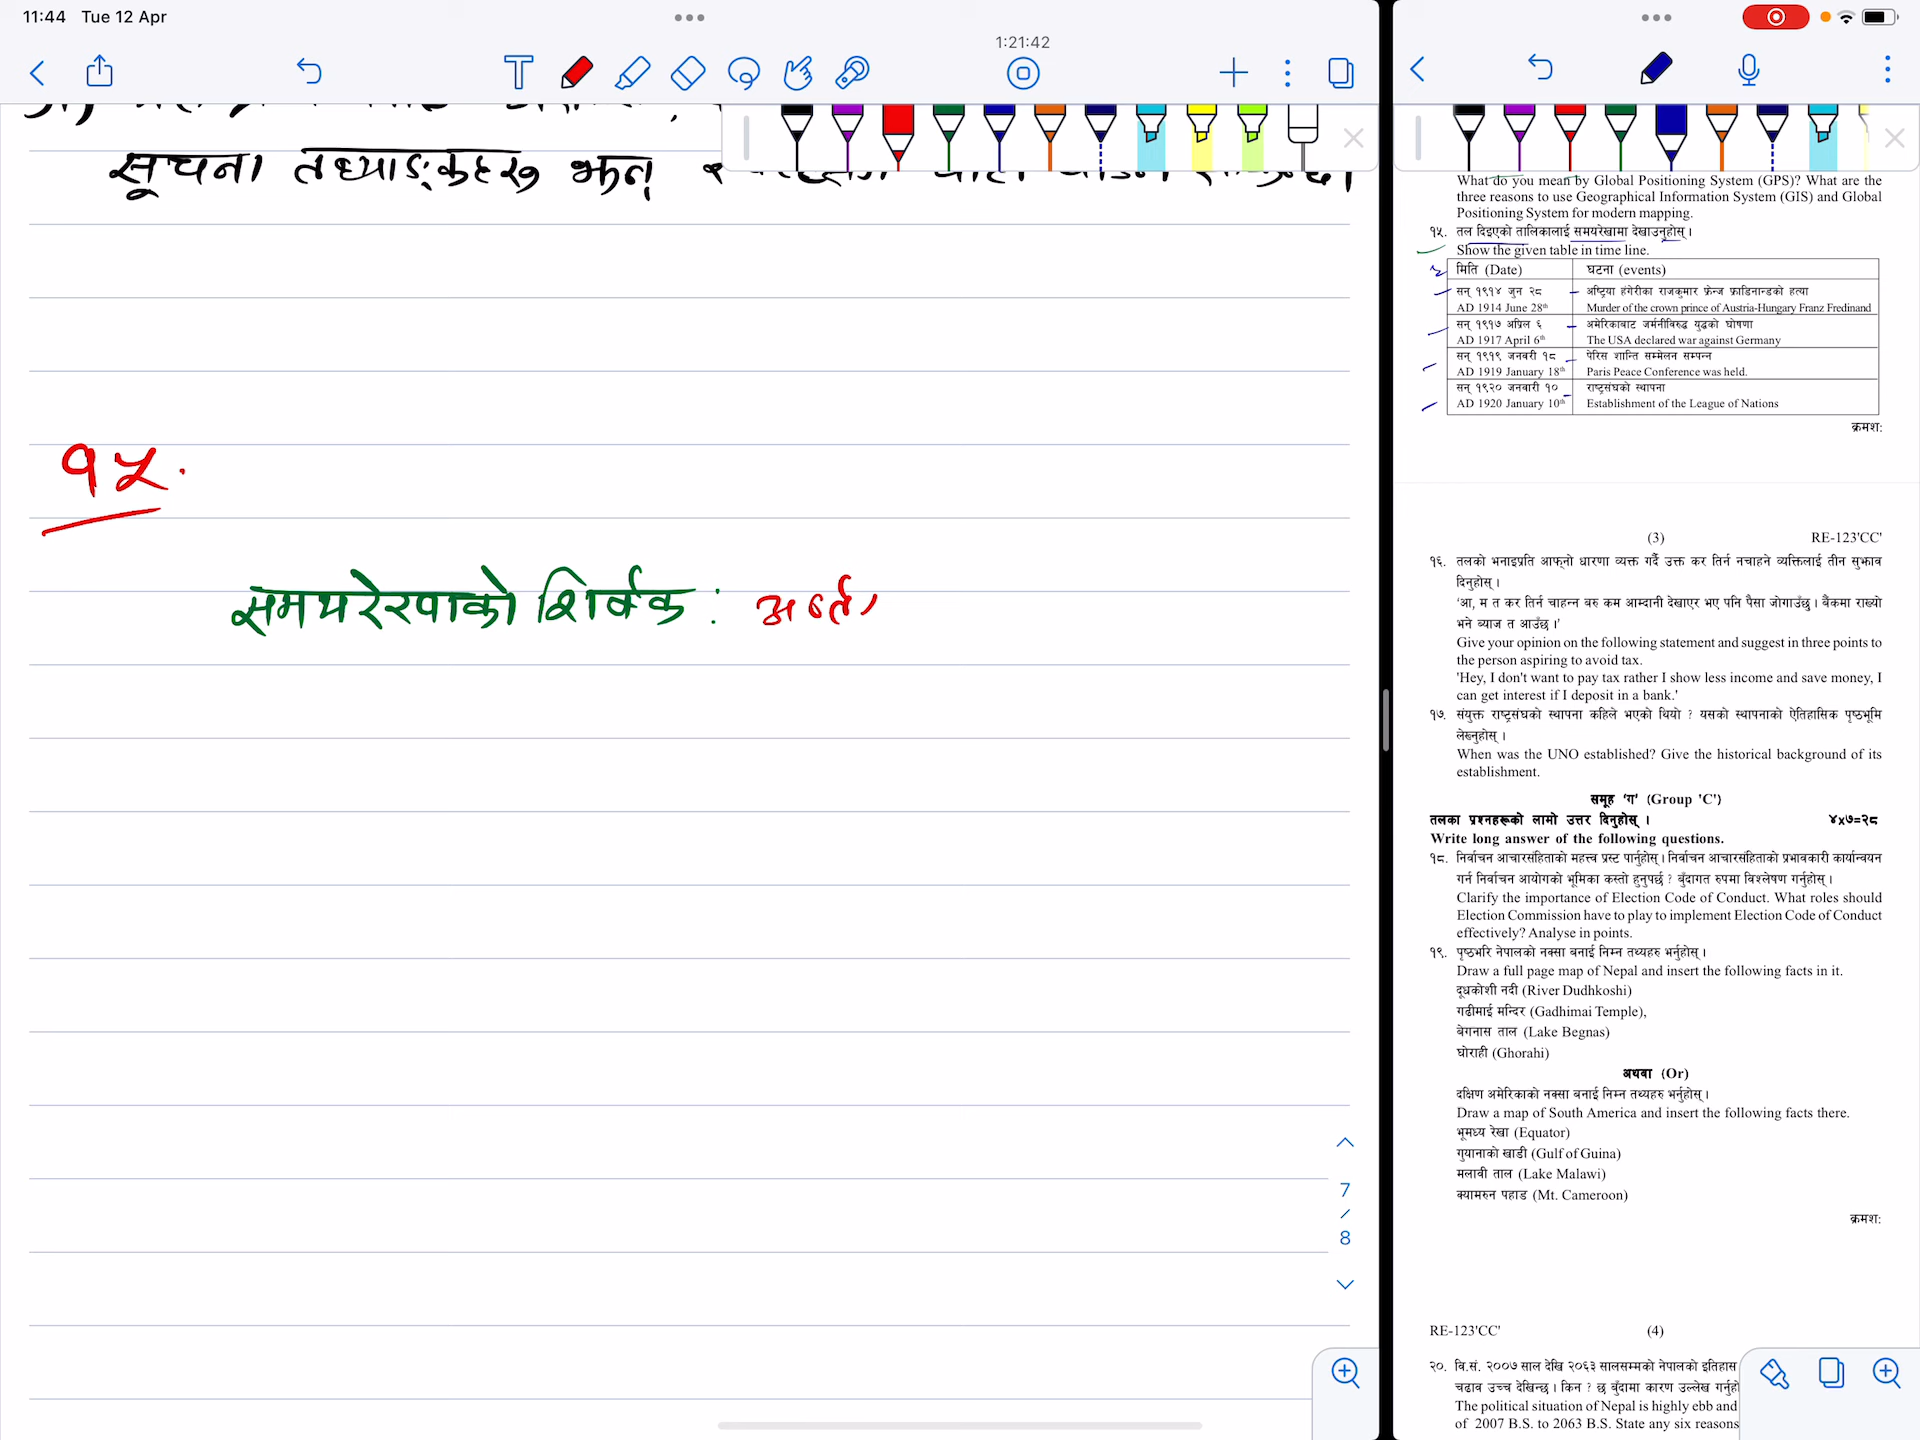 11:44 Tue 12 Apr
1:21:42
सूचना तथ्याङ्कहरू झन्
१५.
समयरेखाको शिर्षक :
7
/
8
What do you mean by Global Positioning System (GPS)? What are the
three reasons to use Geographical Information System (GIS) and Global
Positioning System for modern mapping.
१५. तल दिइएको तालिकालाई समयरेखामा देखाउनुहोस् ।
Show the given table in time line.
मिति (Date) घटना (events)
सन् १९१४ जुन २८ अष्ट्रिया हंगेरीका राजकुमार फ्रेन्ज फ्राडिनान्डको हत्या
AD 1914 June 28th Murder of the crown prince of Austria-Hungary Franz Fredinand
सन् १९१७ अप्रिल ६ अमेरिकाबाट जर्मनीविरुद्ध युद्धको घोषणा
AD 1917 April 6th The USA declared war against Germany
सन् १९१९ जनवरी १८ पेरिस शान्ति सम्मेलन सम्पन्न
AD 1919 January 18th Paris Peace Conference was held.
सन् १९२० जनवारी १० राष्ट्रसंघको स्थापना
AD 1920 January 10th Establishment of the League of Nations
क्रमश:
(3) RE-123'CC'
१६. तलको भनाइप्रति आफ्नो धारणा व्यक्त गर्दै उक्त कर तिर्न नचाहने व्यक्तिलाई तीन सुझाव
दिनुहोस् ।
'आ, म त कर तिर्न चाहन्न बरु कम आम्दानी देखाएर भए पनि पैसा जोगाउँछु । बैंकमा राख्यो
भने ब्याज त आउँछ ।'
Give your opinion on the following statement and suggest in three points to
the person aspiring to avoid tax.
'Hey, I don't want to pay tax rather I show less income and save money, I
can get interest if I deposit in a bank.'
१७. संयुक्त राष्ट्रसंघको स्थापना कहिले भएको थियो ? यसको स्थापनाको ऐतिहासिक पृष्ठभूमि
लेख्नुहोस् ।
When was the UNO established? Give the historical background of its
establishment.
समूह 'ग' (Group 'C')
तलका प्रश्नहरूको लामो उत्तर दिनुहोस् । ४x७=२८
Write long answer of the following questions.
१८. निर्वाचन आचारसंहिताको महत्त्व प्रस्ट पार्नुहोस् । निर्वाचन आचारसंहिताको प्रभावकारी कार्यान्वयन
गर्न निर्वाचन आयोगको भूमिका कस्तो हुनुपर्छ ? बुँदागत रुपमा विश्लेषण गर्नुहोस् ।
Clarify the importance of Election Code of Conduct. What roles should
Election Commission have to play to implement Election Code of Conduct
effectively? Analyse in points.
१९. पृष्ठभरि नेपालको नक्सा बनाई निम्न तथ्यहरु भर्नुहोस् ।
Draw a full page map of Nepal and insert the following facts in it.
दूधकोशी नदी (River Dudhkoshi)
गढीमाई मन्दिर (Gadhimai Temple),
बेगनास ताल (Lake Begnas)
घोराही (Ghorahi)
अथवा (Or)
दक्षिण अमेरिकाको नक्सा बनाई निम्न तथ्यहरु भर्नुहोस् ।
Draw a map of South America and insert the following facts there.
भूमध्य रेखा (Equator)
गुयानाको खाडी (Gulf of Guina)
मलावी ताल (Lake Malawi)
क्यामरुन पहाड (Mt. Cameroon)
क्रमश:
RE-123'CC' (4)
२०. वि.सं. २००७ साल देखि २०६३ सालसम्मको नेपालको इतिहास
चढाव उच्च देखिन्छ । किन ? छ बुँदामा कारण उल्लेख
The political situation of Nepal is highly ebb and
of 2007 B.S. to 2063 B.S. State any six reasons